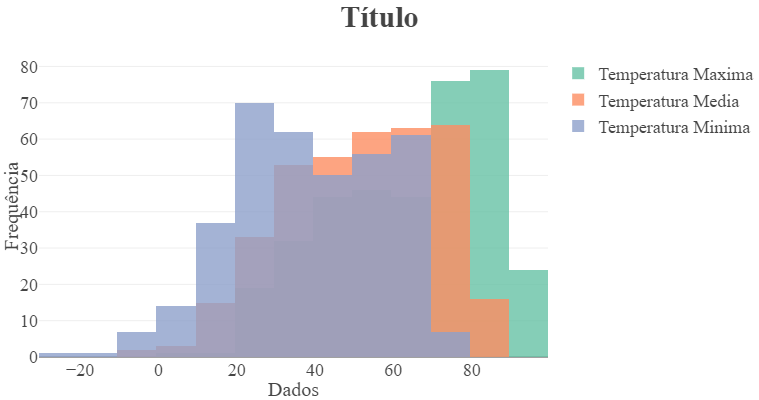 Título
Temperatura Maxima
Temperatura Media
Temperatura Minima
Frequência
80
70
60
50
40
30
20
10
0
−20
0
20
40
60
80
Dados